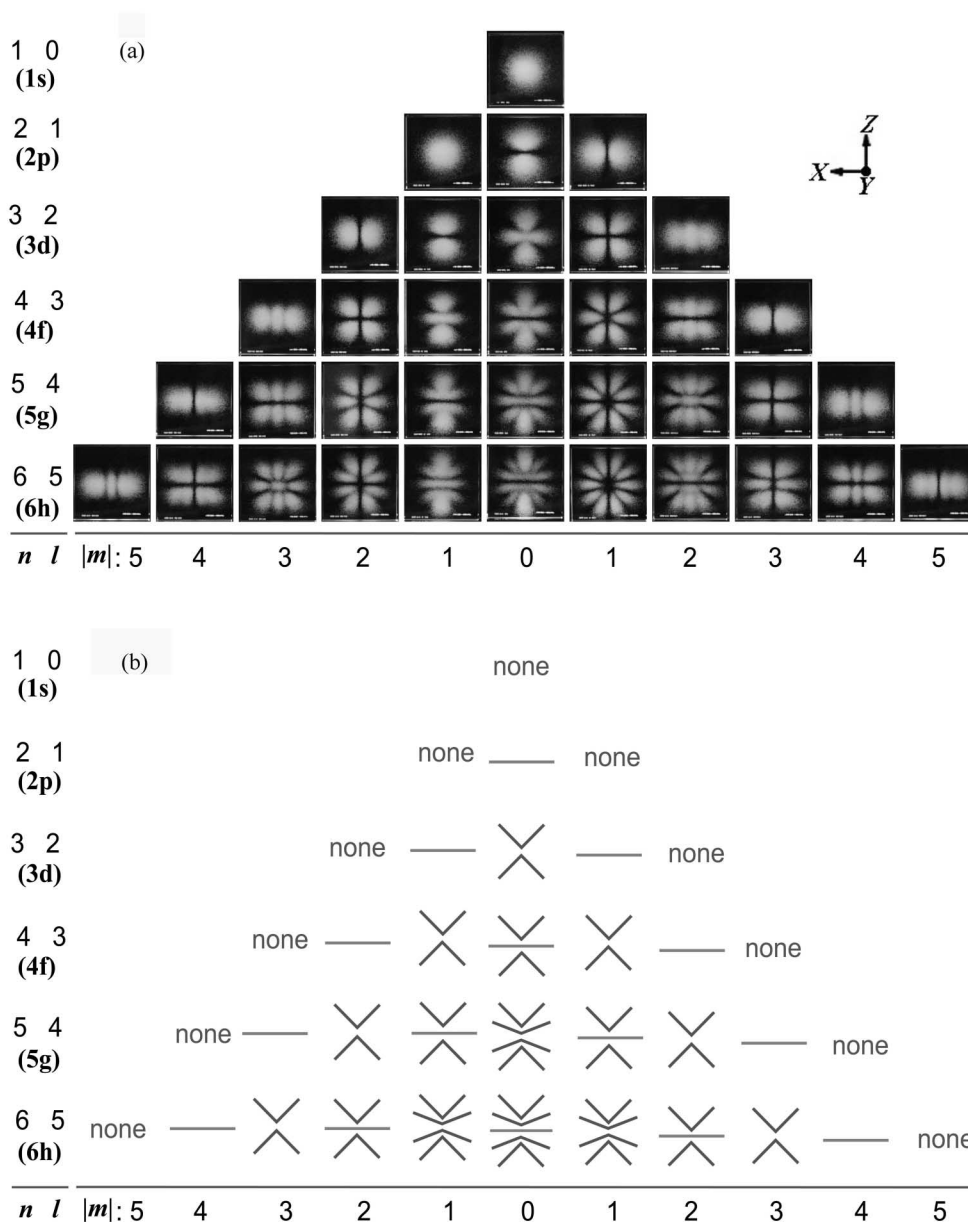 1 0 (a)
(1s)
2 1
(2p)
Z
X
Y
3 2
(3d)
4 3
(4f)
5 4
(5g)
6 5
(6h)
n l |m|: 5 4 3 2 1 0 1 2 3 4 5
1 0 (b) none
(1s)
2 1 none none
(2p)
3 2 none none
(3d)
4 3 none none
(4f)
5 4 none none
(5g)
6 5 none none
(6h)
n l |m|: 5 4 3 2 1 0 1 2 3 4 5